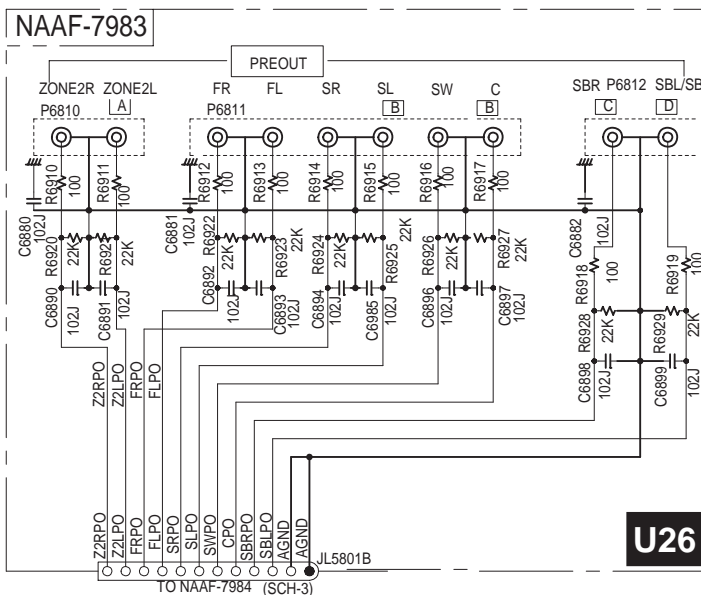 NAAF-7983
PREOUT
ZONE2R ZONE2L FR FL SR SL SW C SBR P6812 SBL/SB
P6810 A P6811 B B C D
R6910 100 R6911 100 R6912 100 R6913 100 R6914 100 R6915 100 R6916 100 R6917 100
C6880 102J C6881 102J C6882 102J
R6918 100 R6919 100
R6920 22K R6921 22K R6922 22K R6923 22K R6924 22K R6925 22K R6926 22K R6927 22K
R6928 22K R6929 22K
C6890 102J C6891 102J C6892 102J C6893 102J C6894 102J C6985 102J C6896 102J C6897 102J
C6898 102J C6899 102J
Z2RPO Z2LPO FRPO FLPO
Z2RPO Z2LPO FRPO FLPO SRPO SLPO SWPO CPO SBRPO SBLPO AGND AGND
JL5801B
TO NAAF-7984 (SCH-3)
U26